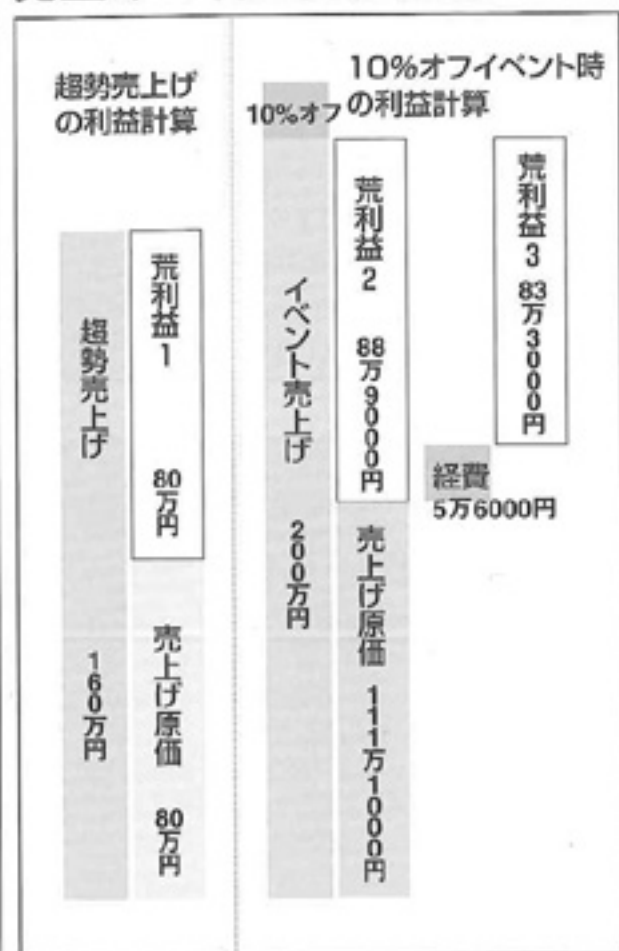 趨勢売上げ
の利益計算
趨勢売上げ 160万円
荒利益1 80万円
売上げ原価 80万円
10%オフイベント時
の利益計算
10%オフ
イベント売上げ 200万円
荒利益2 88万9000円
売上げ原価 111万1000円
荒利益3 83万3000円
経費
5万6000円